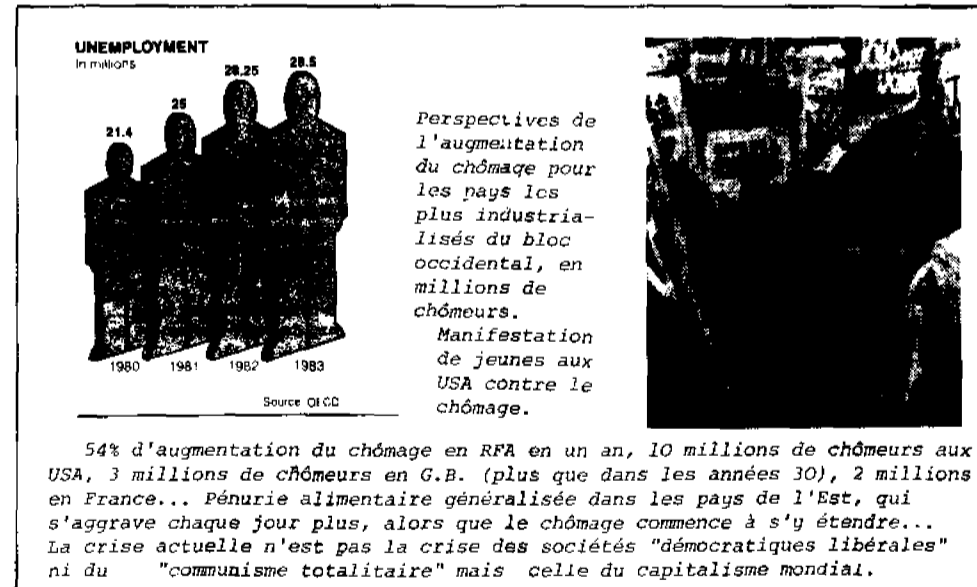 UNEMPLOYMENT
In millions
21.4
25
28.25
28.5
1980 1981 1982 1983
Source OECD
Perspectives de
l'augmentation
du chômage pour
les pays les
plus industria-
lisés du bloc
occidental, en
millions de
chômeurs.
Manifestation
de jeunes aux
USA contre le
chômage.
54% d'augmentation du chômage en RFA en un an, 10 millions de chômeurs aux
USA, 3 millions de chômeurs en G.B. (plus que dans les années 30), 2 millions
en France... Pénurie alimentaire généralisée dans les pays de l'Est, qui
s'aggrave chaque jour plus, alors que le chômage commence à s'y étendre...
La crise actuelle n'est pas la crise des sociétés "démocratiques libérales"
ni du "communisme totalitaire" mais celle du capitalisme mondial.